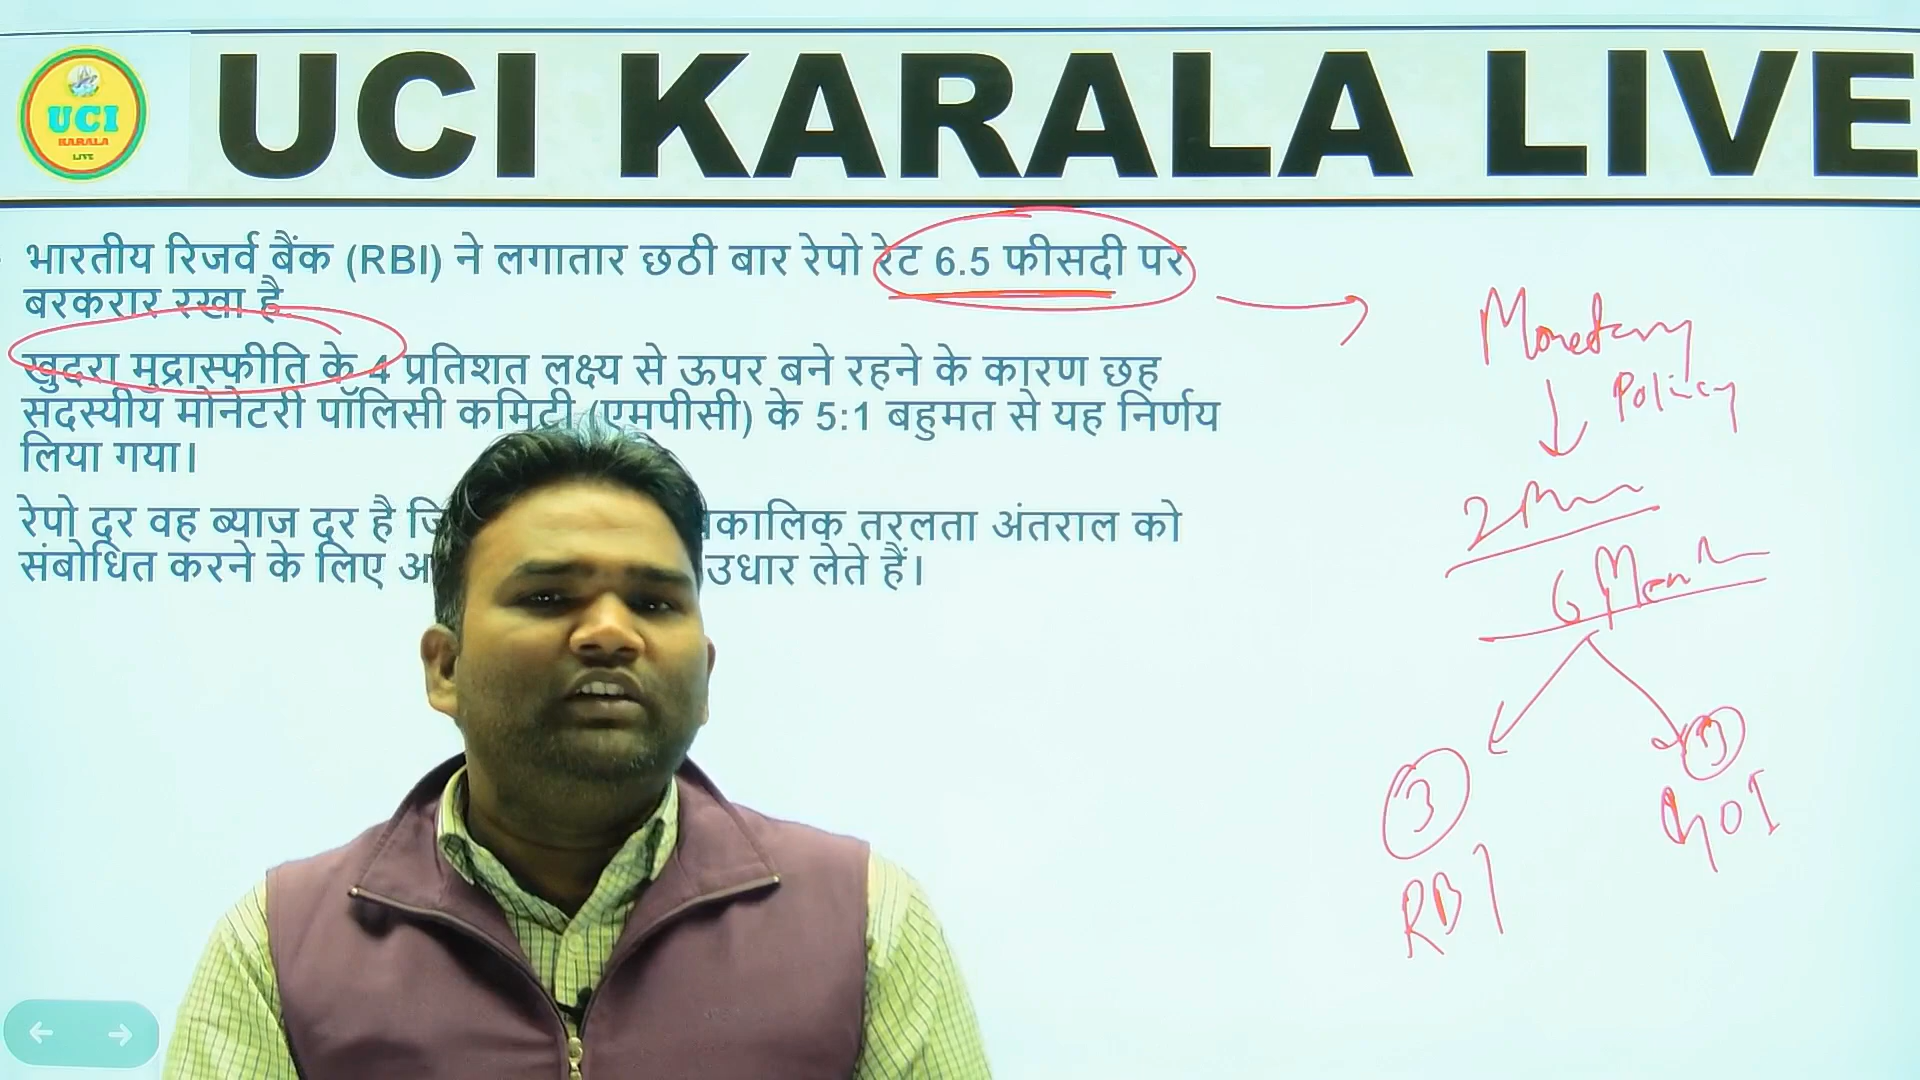 UCI KARALA LIVE
UCI
KARALA
LIVE
भारतीय रिजर्व बैंक (RBI) ने लगातार छठी बार रेपो रेट 6.5 फीसदी पर
बरकरार रखा है
खुदरा मुद्रास्फीति के 4 प्रतिशत लक्ष्य से ऊपर बने रहने के कारण छह
सदस्यीय मोनेटरी पॉलिसी कमिटी (एमपीसी) के 5:1 बहुमत से यह निर्णय
लिया गया।
रेपो दर वह ब्याज दर है कालिक तरलता अंतराल को
संबोधित करने के लिए उधार लेते हैं।
Monetary
Policy
2
6
3
RBI
GOI